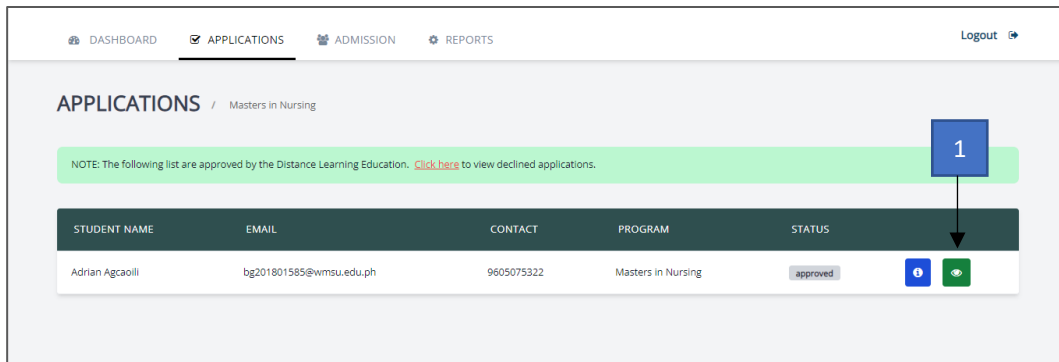 DASHBOARD APPLICATIONS ADMISSION REPORTS Logout
APPLICATIONS / Masters in Nursing
1
NOTE: The following list are approved by the Distance Learning Education. Click here to view declined applications.
STUDENT NAME EMAIL CONTACT PROGRAM STATUS
Adrian Agcaoili bg201801585@wmsu.edu.ph 9605075322 Masters in Nursing approved